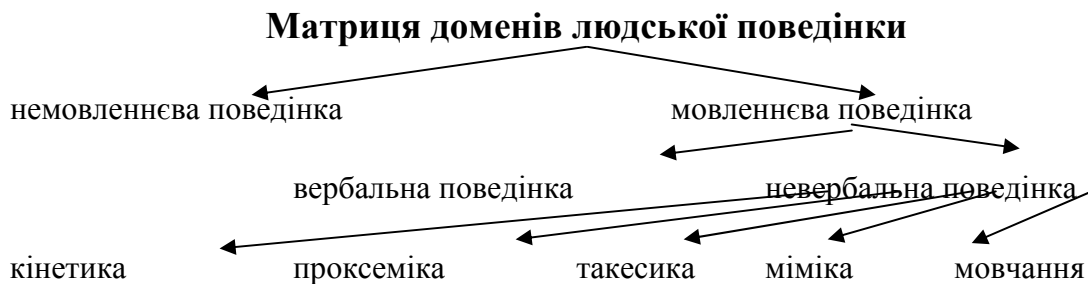 Матриця доменів людської поведінки
немовленнєва поведінка мовленнєва поведінка
вербальна поведінка невербальна поведінка
кінетика проксеміка такесика міміка мовчання